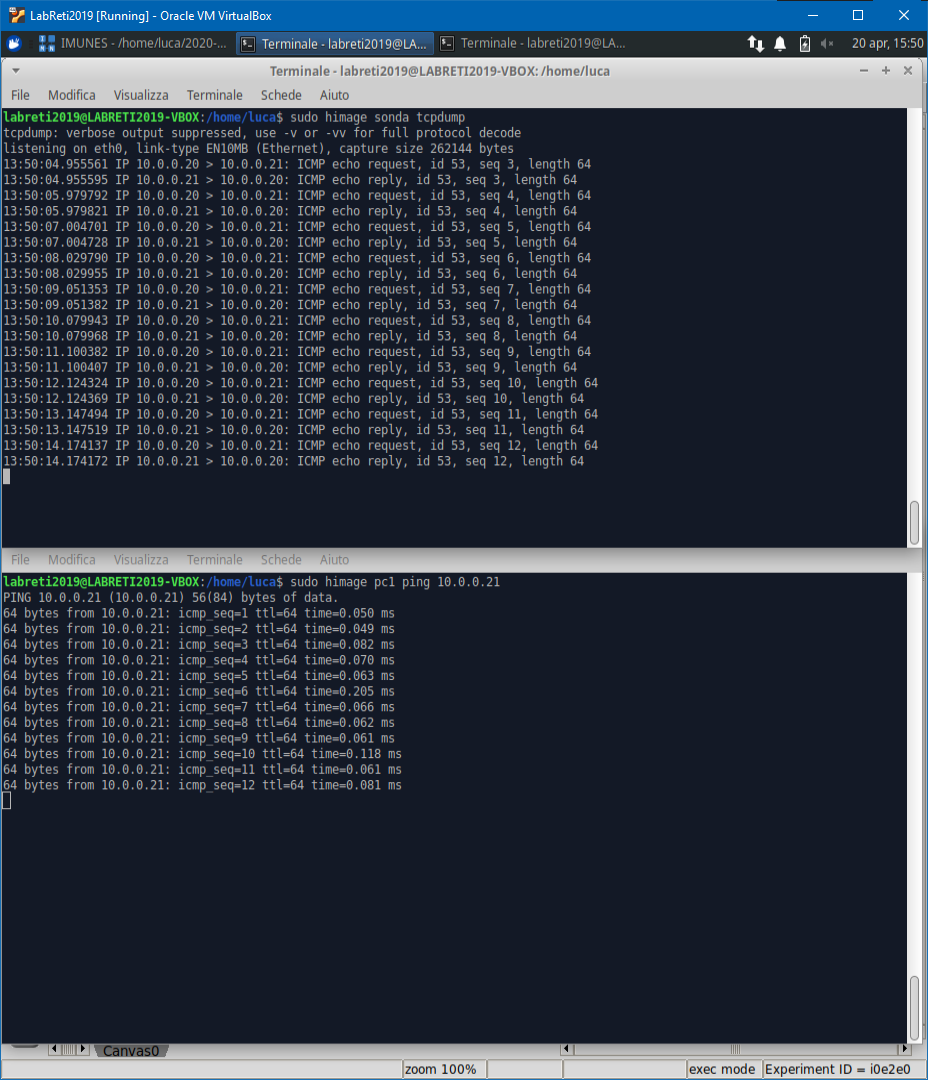 LabReti2019 [Running] - Oracle VM VirtualBox
IMUNES - /home/luca/2020-... Terminale - labreti2019@LA... Terminale - labreti2019@LA... 20 apr, 15:50
Terminale - labreti2019@LABRETI2019-VBOX: /home/luca
File Modifica Visualizza Terminale Schede Aiuto
labreti2019@LABRETI2019-VBOX:/home/luca$ sudo himage sonda tcpdump
tcpdump: verbose output suppressed, use -v or -vv for full protocol decode
listening on eth0, link-type EN10MB (Ethernet), capture size 262144 bytes
13:50:04.955561 IP 10.0.0.20 > 10.0.0.21: ICMP echo request, id 53, seq 3, length 64
13:50:04.955595 IP 10.0.0.21 > 10.0.0.20: ICMP echo reply, id 53, seq 3, length 64
13:50:05.979792 IP 10.0.0.20 > 10.0.0.21: ICMP echo request, id 53, seq 4, length 64
13:50:05.979821 IP 10.0.0.21 > 10.0.0.20: ICMP echo reply, id 53, seq 4, length 64
13:50:07.004701 IP 10.0.0.20 > 10.0.0.21: ICMP echo request, id 53, seq 5, length 64
13:50:07.004728 IP 10.0.0.21 > 10.0.0.20: ICMP echo reply, id 53, seq 5, length 64
13:50:08.029790 IP 10.0.0.20 > 10.0.0.21: ICMP echo request, id 53, seq 6, length 64
13:50:08.029955 IP 10.0.0.21 > 10.0.0.20: ICMP echo reply, id 53, seq 6, length 64
13:50:09.051353 IP 10.0.0.20 > 10.0.0.21: ICMP echo request, id 53, seq 7, length 64
13:50:09.051382 IP 10.0.0.21 > 10.0.0.20: ICMP echo reply, id 53, seq 7, length 64
13:50:10.079943 IP 10.0.0.20 > 10.0.0.21: ICMP echo request, id 53, seq 8, length 64
13:50:10.079968 IP 10.0.0.21 > 10.0.0.20: ICMP echo reply, id 53, seq 8, length 64
13:50:11.100382 IP 10.0.0.20 > 10.0.0.21: ICMP echo request, id 53, seq 9, length 64
13:50:11.100407 IP 10.0.0.21 > 10.0.0.20: ICMP echo reply, id 53, seq 9, length 64
13:50:12.124324 IP 10.0.0.20 > 10.0.0.21: ICMP echo request, id 53, seq 10, length 64
13:50:12.124369 IP 10.0.0.21 > 10.0.0.20: ICMP echo reply, id 53, seq 10, length 64
13:50:13.147494 IP 10.0.0.20 > 10.0.0.21: ICMP echo request, id 53, seq 11, length 64
13:50:13.147519 IP 10.0.0.21 > 10.0.0.20: ICMP echo reply, id 53, seq 11, length 64
13:50:14.174137 IP 10.0.0.20 > 10.0.0.21: ICMP echo request, id 53, seq 12, length 64
13:50:14.174172 IP 10.0.0.21 > 10.0.0.20: ICMP echo reply, id 53, seq 12, length 64
File Modifica Visualizza Terminale Schede Aiuto
labreti2019@LABRETI2019-VBOX:/home/luca$ sudo himage pc1 ping 10.0.0.21
PING 10.0.0.21 (10.0.0.21) 56(84) bytes of data.
64 bytes from 10.0.0.21: icmp_seq=1 ttl=64 time=0.050 ms
64 bytes from 10.0.0.21: icmp_seq=2 ttl=64 time=0.049 ms
64 bytes from 10.0.0.21: icmp_seq=3 ttl=64 time=0.082 ms
64 bytes from 10.0.0.21: icmp_seq=4 ttl=64 time=0.070 ms
64 bytes from 10.0.0.21: icmp_seq=5 ttl=64 time=0.063 ms
64 bytes from 10.0.0.21: icmp_seq=6 ttl=64 time=0.205 ms
64 bytes from 10.0.0.21: icmp_seq=7 ttl=64 time=0.066 ms
64 bytes from 10.0.0.21: icmp_seq=8 ttl=64 time=0.062 ms
64 bytes from 10.0.0.21: icmp_seq=9 ttl=64 time=0.061 ms
64 bytes from 10.0.0.21: icmp_seq=10 ttl=64 time=0.118 ms
64 bytes from 10.0.0.21: icmp_seq=11 ttl=64 time=0.061 ms
64 bytes from 10.0.0.21: icmp_seq=12 ttl=64 time=0.081 ms
Canvas0
zoom 100% exec mode Experiment ID = i0e2e0